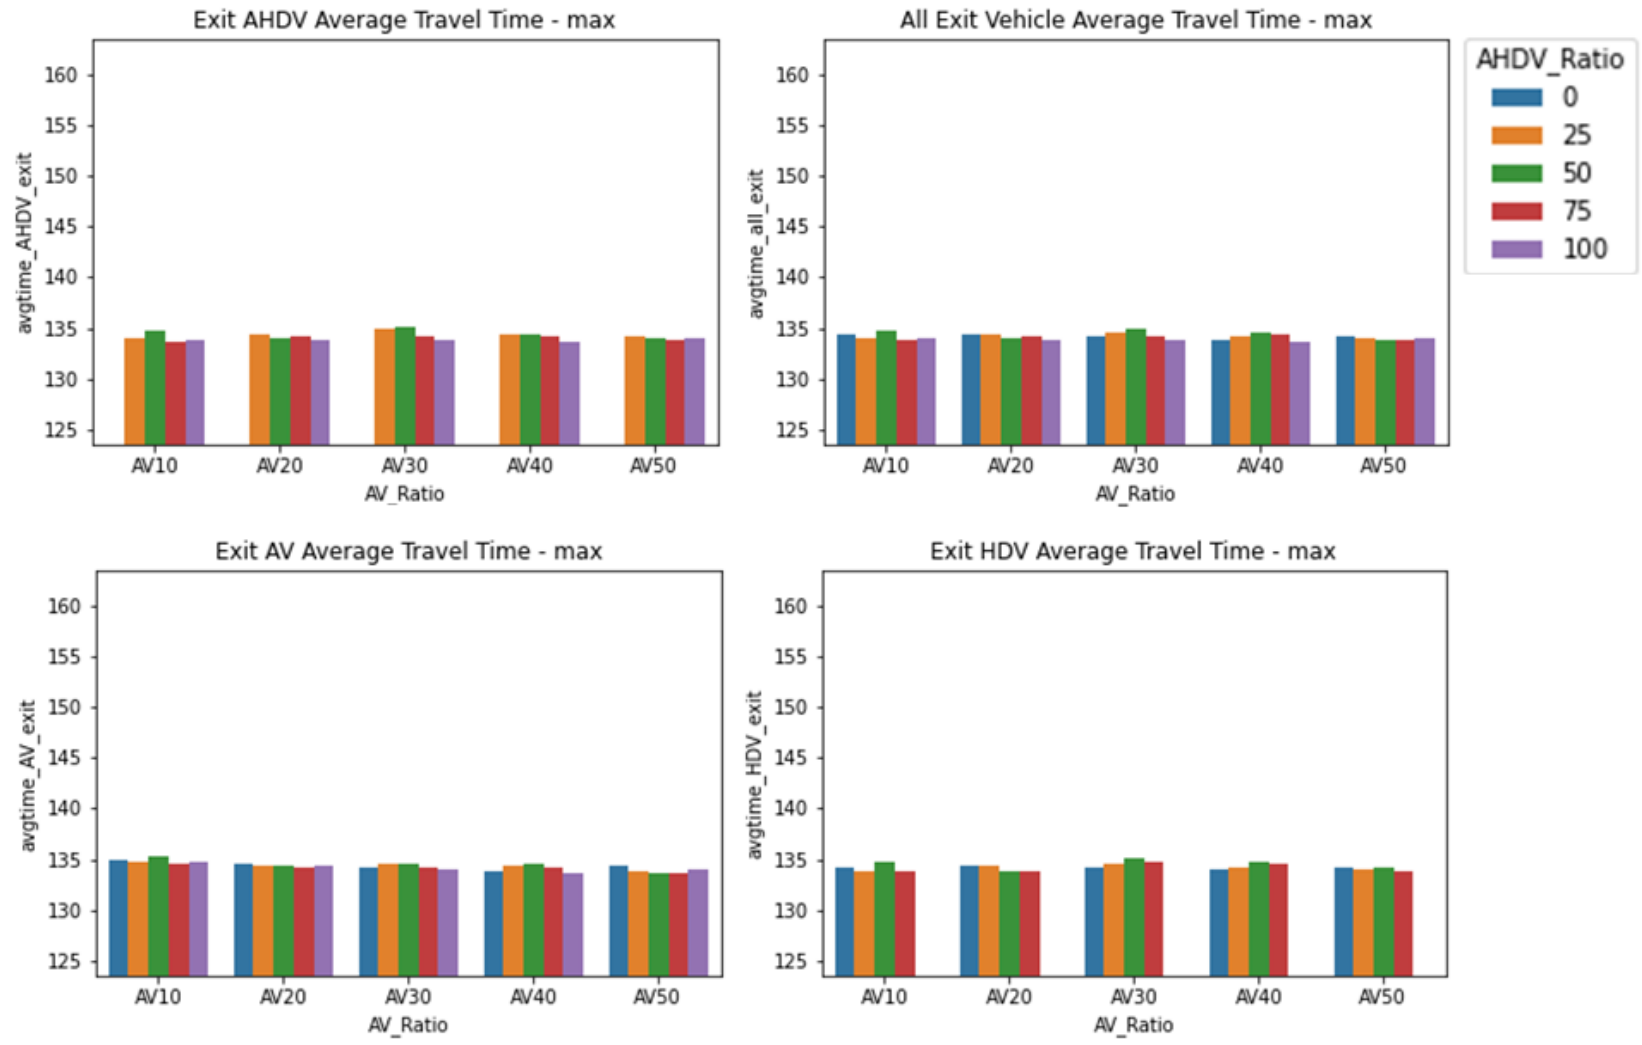 Exit AHDV Average Travel Time - max
160
155
150
145
140
135
130
125
avgtime_AHDV_exit
AV10 AV20 AV30 AV40 AV50
AV_Ratio
All Exit Vehicle Average Travel Time - max
160
155
150
145
140
135
130
125
avgtime_all_exit
AV10 AV20 AV30 AV40 AV50
AV_Ratio
AHDV_Ratio
0
25
50
75
100
Exit AV Average Travel Time - max
160
155
150
145
140
135
130
125
avgtime_AV_exit
AV10 AV20 AV30 AV40 AV50
AV_Ratio
Exit HDV Average Travel Time - max
160
155
150
145
140
135
130
125
avgtime_HDV_exit
AV10 AV20 AV30 AV40 AV50
AV_Ratio